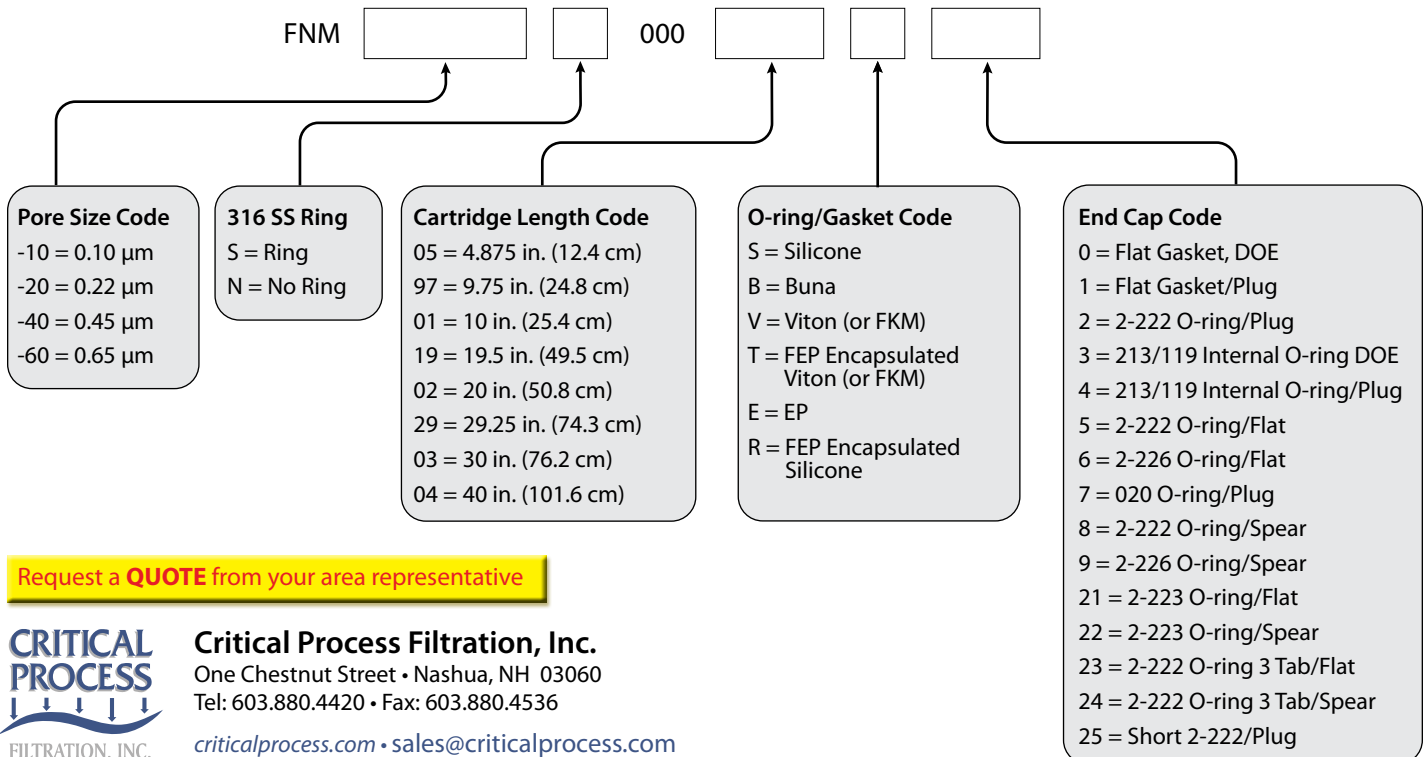 FNM 000
Pore Size Code
-10 = 0.10 µm
-20 = 0.22 µm
-40 = 0.45 µm
-60 = 0.65 µm
316 SS Ring
S = Ring
N = No Ring
Cartridge Length Code
05 = 4.875 in. (12.4 cm)
97 = 9.75 in. (24.8 cm)
01 = 10 in. (25.4 cm)
19 = 19.5 in. (49.5 cm)
02 = 20 in. (50.8 cm)
29 = 29.25 in. (74.3 cm)
03 = 30 in. (76.2 cm)
04 = 40 in. (101.6 cm)
O-ring/Gasket Code
S = Silicone
B = Buna
V = Viton (or FKM)
T = FEP Encapsulated
Viton (or FKM)
E = EP
R = FEP Encapsulated
Silicone
End Cap Code
0 = Flat Gasket, DOE
1 = Flat Gasket/Plug
2 = 2-222 O-ring/Plug
3 = 213/119 Internal O-ring DOE
4 = 213/119 Internal O-ring/Plug
5 = 2-222 O-ring/Flat
6 = 2-226 O-ring/Flat
7 = 020 O-ring/Plug
8 = 2-222 O-ring/Spear
9 = 2-226 O-ring/Spear
21 = 2-223 O-ring/Flat
22 = 2-223 O-ring/Spear
23 = 2-222 O-ring 3 Tab/Flat
24 = 2-222 O-ring 3 Tab/Spear
25 = Short 2-222/Plug
Request a QUOTE from your area representative
CRITICAL
PROCESS
FILTRATION, INC.
Critical Process Filtration, Inc.
One Chestnut Street • Nashua, NH 03060
Tel: 603.880.4420 • Fax: 603.880.4536
criticalprocess.com • sales@criticalprocess.com